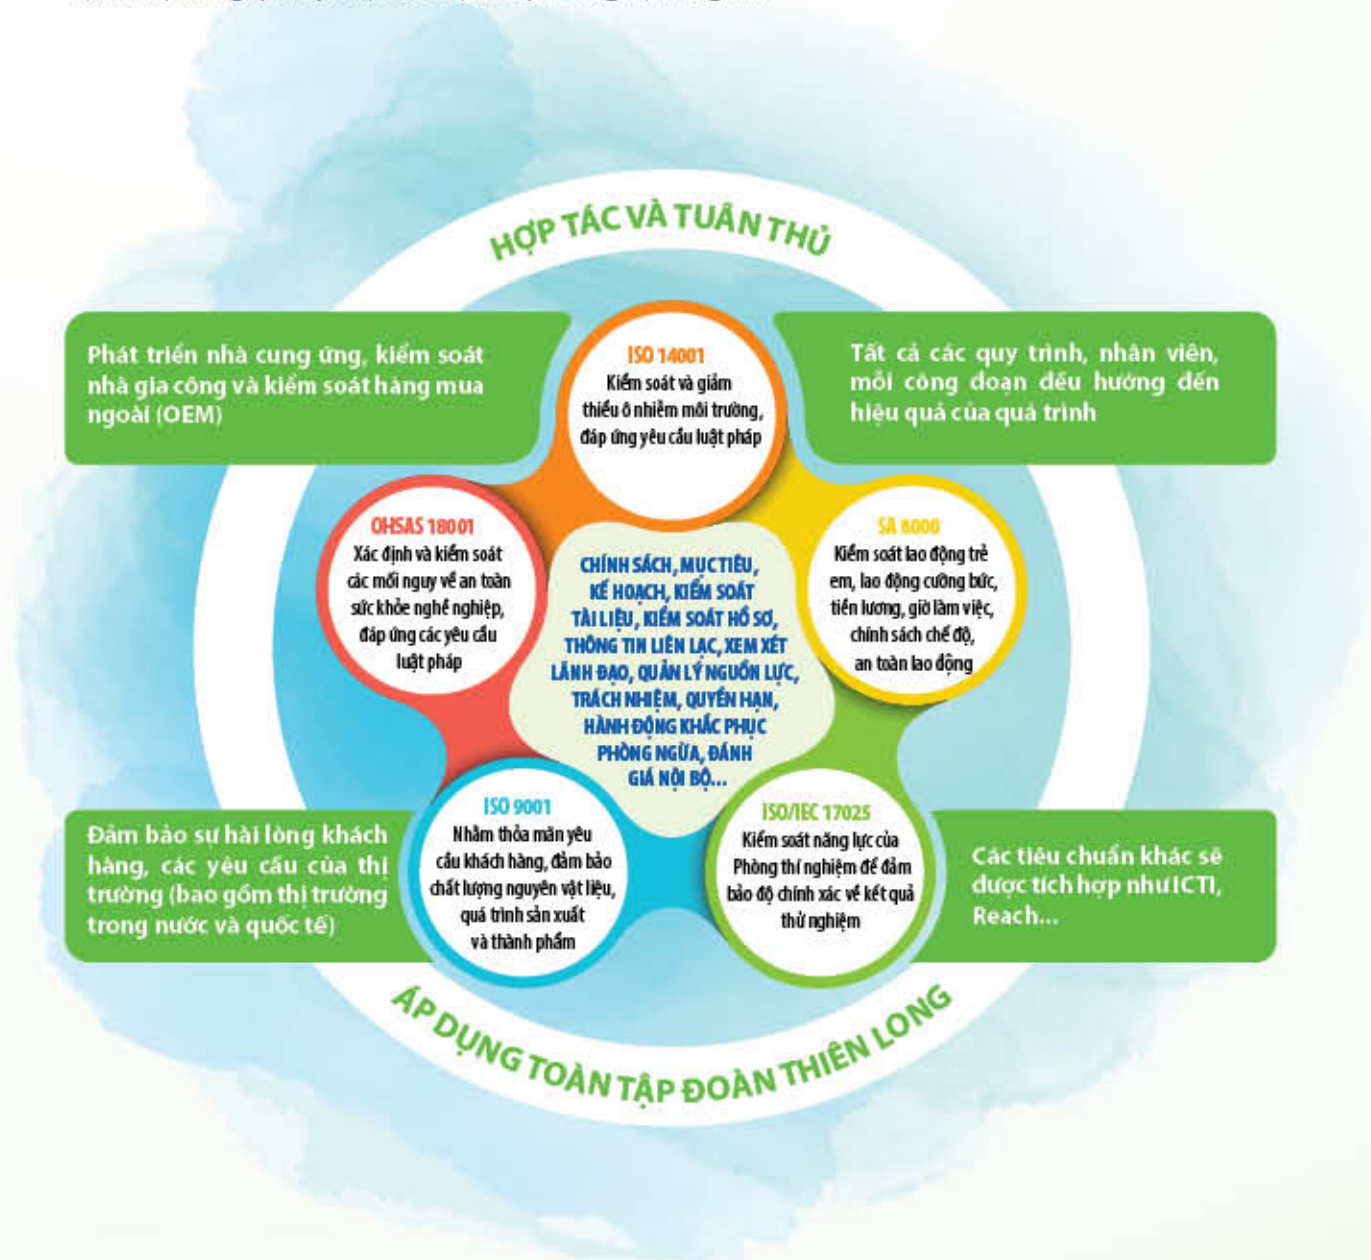 HỢP TÁC VÀ TUÂN THỦ
Phát triển nhà cung ứng, kiểm soát
nhà gia công và kiểm soát hàng mua
ngoài (OEM)
ISO 14001
Kiểm soát và giảm
thiểu ô nhiễm môi trường,
đáp ứng yêu cầu luật pháp
Tất cả các quy trình, nhân viên,
mỗi công đoạn đều hướng đến
hiệu quả của quá trình
OHSAS 18001
Xác định và kiểm soát
các mối nguy về an toàn
sức khỏe nghề nghiệp,
đáp ứng các yêu cầu
luật pháp
CHÍNH SÁCH, MỤC TIÊU,
KẾ HOẠCH, KIỂM SOÁT
TÀI LIỆU, KIỂM SOÁT HỒ SƠ,
THÔNG TIN LIÊN LẠC, XEM XÉT
LÃNH ĐẠO, QUẢN LÝ NGUỒN LỰC,
TRÁCH NHIỆM, QUYỀN HẠN,
HÀNH ĐỘNG KHẮC PHỤC
PHÒNG NGỪA, ĐÁNH
GIÁ NỘI BỘ...
SA 8000
Kiểm soát lao động trẻ
em, lao động cưỡng bức,
tiền lương, giờ làm việc,
chính sách chế độ,
an toàn lao động
Đảm bảo sự hài lòng khách
hàng, các yêu cầu của thị
trường (bao gồm thị trường
trong nước và quốc tế)
ISO 9001
Nhằm thỏa mãn yêu
cầu khách hàng, đảm bảo
chất lượng nguyên vật liệu,
quá trình sản xuất
và thành phẩm
ISO/IEC 17025
Kiểm soát năng lực của
Phòng thí nghiệm để đảm
bảo độ chính xác về kết quả
thử nghiệm
Các tiêu chuẩn khác sẽ
được tích hợp như ICTI,
Reach...
ÁP DỤNG TOÀN TẬP ĐOÀN THIÊN LONG